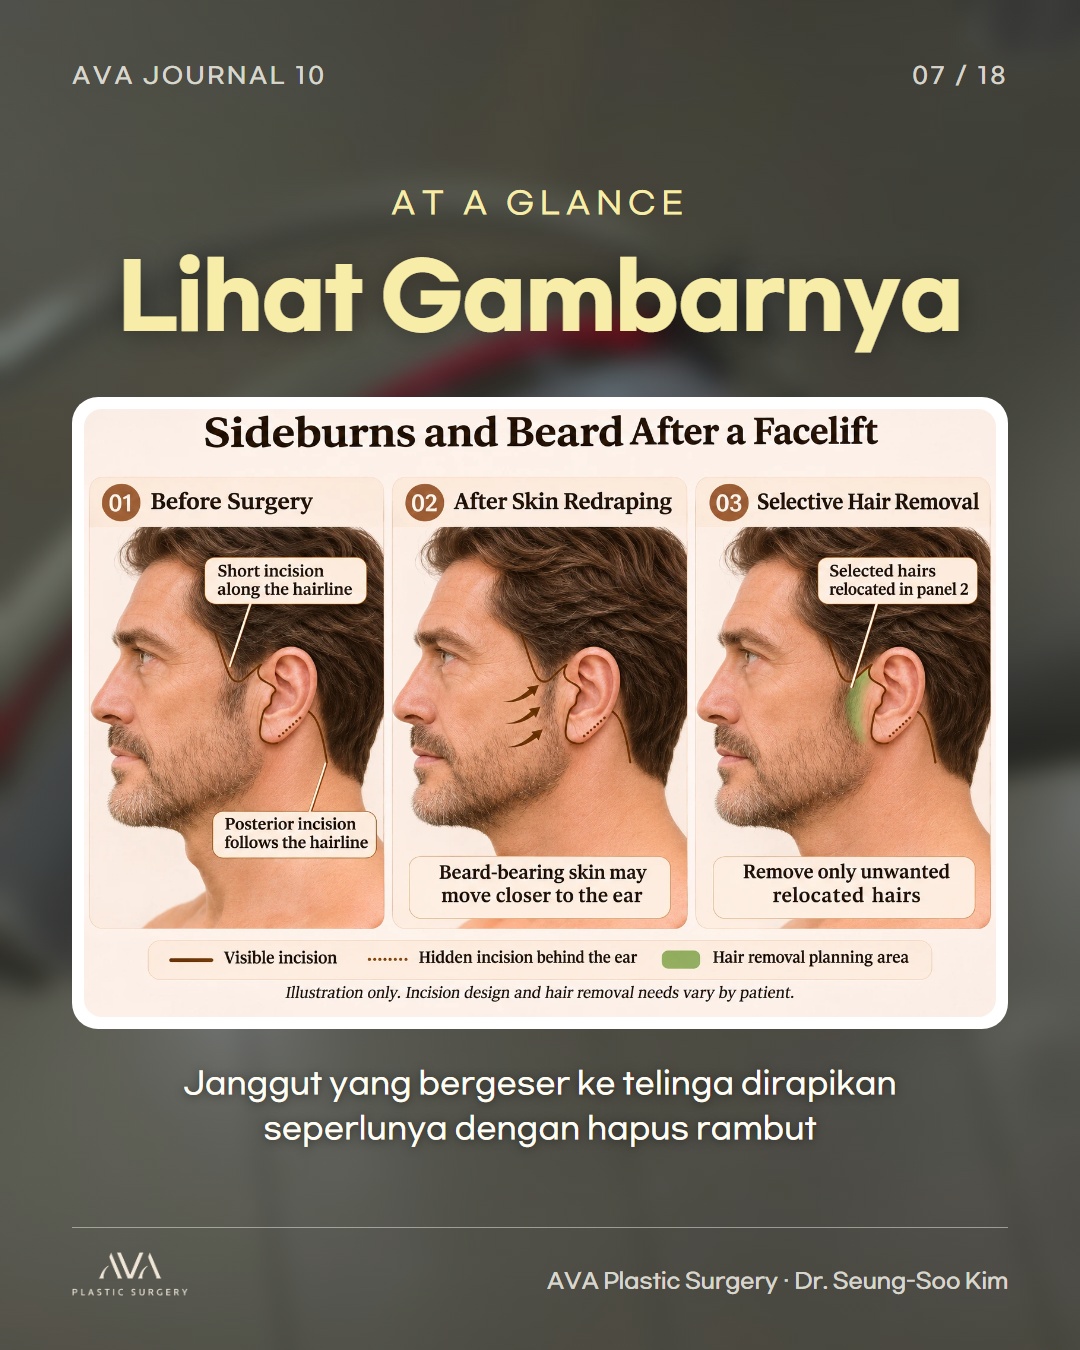 AVA JOURNAL 10
07 / 18
AT A GLANCE
Lihat Gambarnya
Sideburns and Beard After a Facelift
01 Before Surgery
Short incision
along the hairline
Posterior incision
follows the hairline
02 After Skin Redraping
Beard-bearing skin may
move closer to the ear
03 Selective Hair Removal
Selected hairs
relocated in panel 2
Remove only unwanted
relocated hairs
Visible incision
Hidden incision behind the ear
Hair removal planning area
Illustration only. Incision design and hair removal needs vary by patient.
Janggut yang bergeser ke telinga dirapikan
seperlunya dengan hapus rambut
AVA
PLASTIC SURGERY
AVA Plastic Surgery · Dr. Seung-Soo Kim